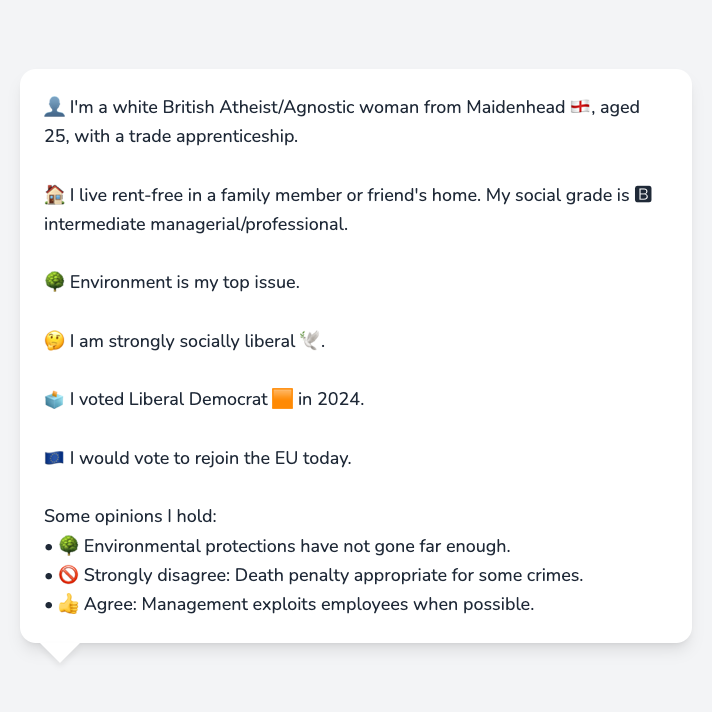 👤 I'm a white British Atheist/Agnostic woman from Maidenhead 🏴󠁧󠁢󠁥󠁮󠁧󠁿, aged
25, with a trade apprenticeship.
🏠 I live rent-free in a family member or friend's home. My social grade is 🅱
intermediate managerial/professional.
🌳 Environment is my top issue.
🤔 I am strongly socially liberal 🕊️.
🗳️ I voted Liberal Democrat 🟧 in 2024.
🇪🇺 I would vote to rejoin the EU today.
Some opinions I hold:
• 🌳 Environmental protections have not gone far enough.
• 🚫 Strongly disagree: Death penalty appropriate for some crimes.
• 👍 Agree: Management exploits employees when possible.